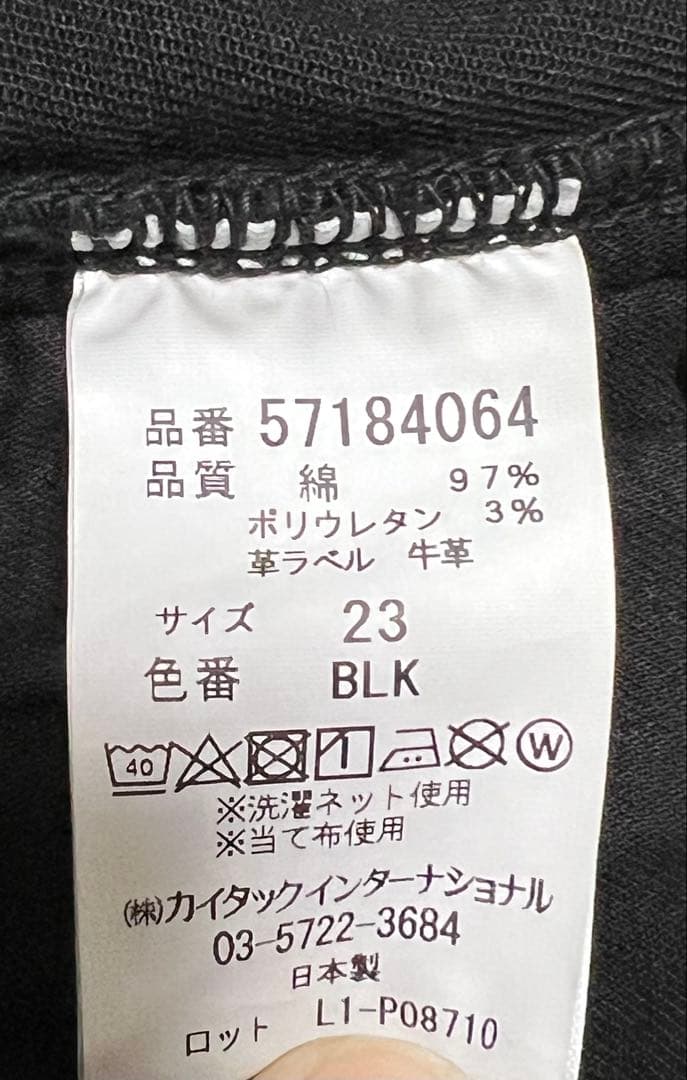 品番 57184064
品質 綿 97%
ポリウレタン 3%
革ラベル 牛革
サイズ 23
色番 BLK
40 W
※洗濯ネット使用
※当て布使用
(株)カイタックインターナショナル
03-5722-3684
日本製
ロット L1-P08710